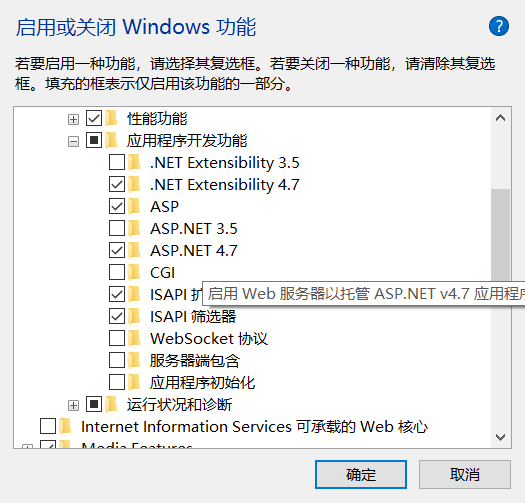 启用或关闭 Windows 功能
若要启用一种功能，请选择其复选框。若要关闭一种功能，请清除其复选
框。填充的框表示仅启用该功能的一部分。
性能功能
应用程序开发功能
.NET Extensibility 3.5
.NET Extensibility 4.7
ASP
ASP.NET 3.5
ASP.NET 4.7
CGI
ISAPI
启用 Web 服务器以托管 ASP.NET v4.7 应用程序
ISAPI 筛选器
WebSocket 协议
服务器端包含
应用程序初始化
运行状况和诊断
Internet Information Services 可承载的 Web 核心
Media Features
确定
取消